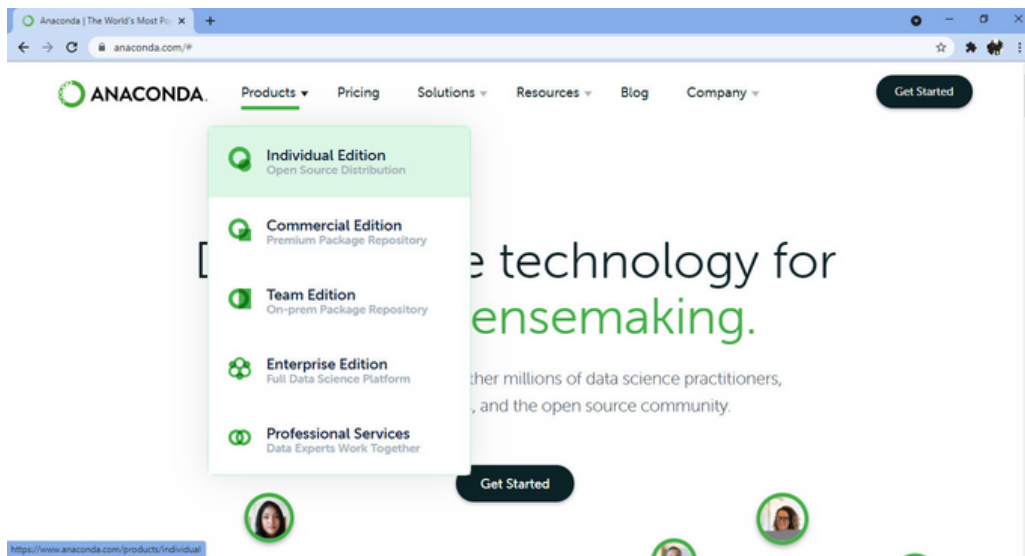 Anaconda | The World's Most Po
anaconda.com/#
ANACONDA.
Products Pricing Solutions Resources Blog Company Get Started
Individual Edition
Open Source Distribution
Commercial Edition
Premium Package Repository
Team Edition
On-prem Package Repository
Enterprise Edition
Full Data Science Platform
Professional Services
Data Experts Work Together
e technology for
ensemaking.
ther millions of data science practitioners,
, and the open source community.
Get Started
https://www.anaconda.com/products/individual